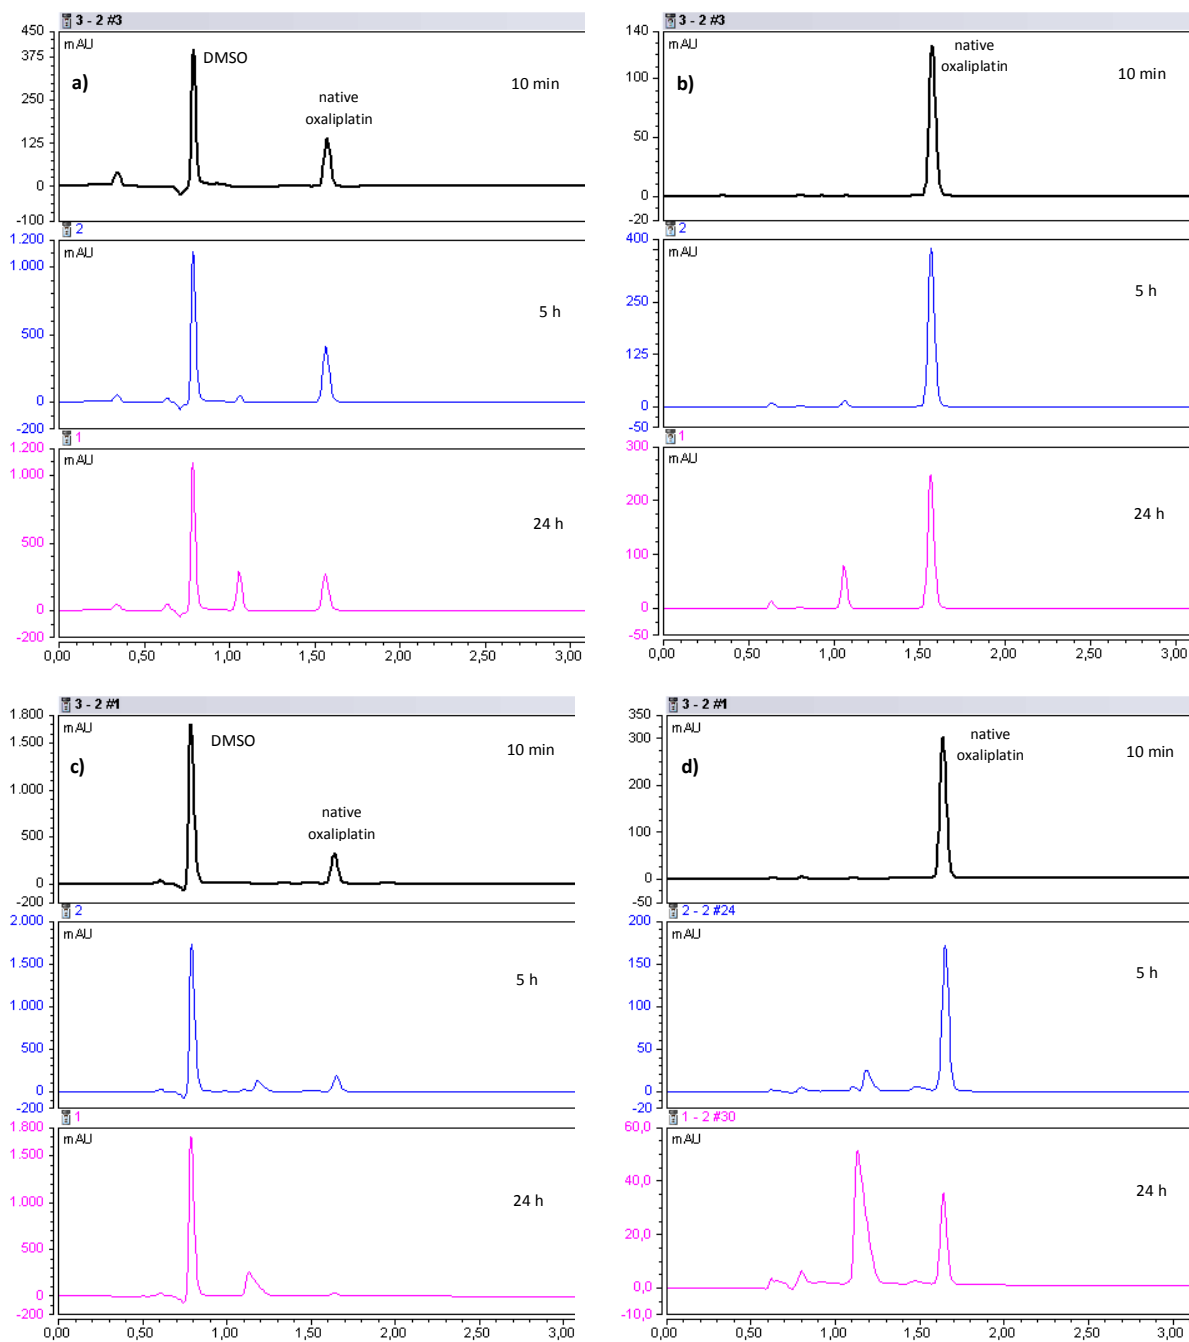 3 - 2 #3
450
mAU
375
a)
DMSO
10 min
250
native
oxaliplatin
125
0
-100
2
1.200
mAU
1.000
5 h
500
0
-200
1
1.200
mAU
1.000
24 h
500
0
-200
0,00 0,50 1,00 1,50 2,00 2,50 3,00
3 - 2 #3
140
mAU
native
oxaliplatin
b)
10 min
100
50
0
-20
2
400
mAU
5 h
250
125
0
-50
1
300
mAU
200
24 h
100
0
-50
0,00 0,50 1,00 1,50 2,00 2,50 3,00
3 - 2 #1
1.800
mAU
DMSO
10 min
1.500
c)
1.000
native
oxaliplatin
500
0
-200
2
2.000
mAU
1.500
5 h
1.000
500
0
-200
1
1.800
mAU
1.500
24 h
1.000
500
0
-200
0,00 0,50 1,00 1,50 2,00 2,50 3,00
3 - 2 #1
350
mAU
native
oxaliplatin
10 min
300
d)
200
100
0
-50
2 - 2 #24
200
mAU
150
5 h
100
50
0
-20
1 - 2 #30
60,0
mAU
40,0
24 h
20,0
0,0
-10,0
0,00 0,50 1,00 1,50 2,00 2,50 3,00